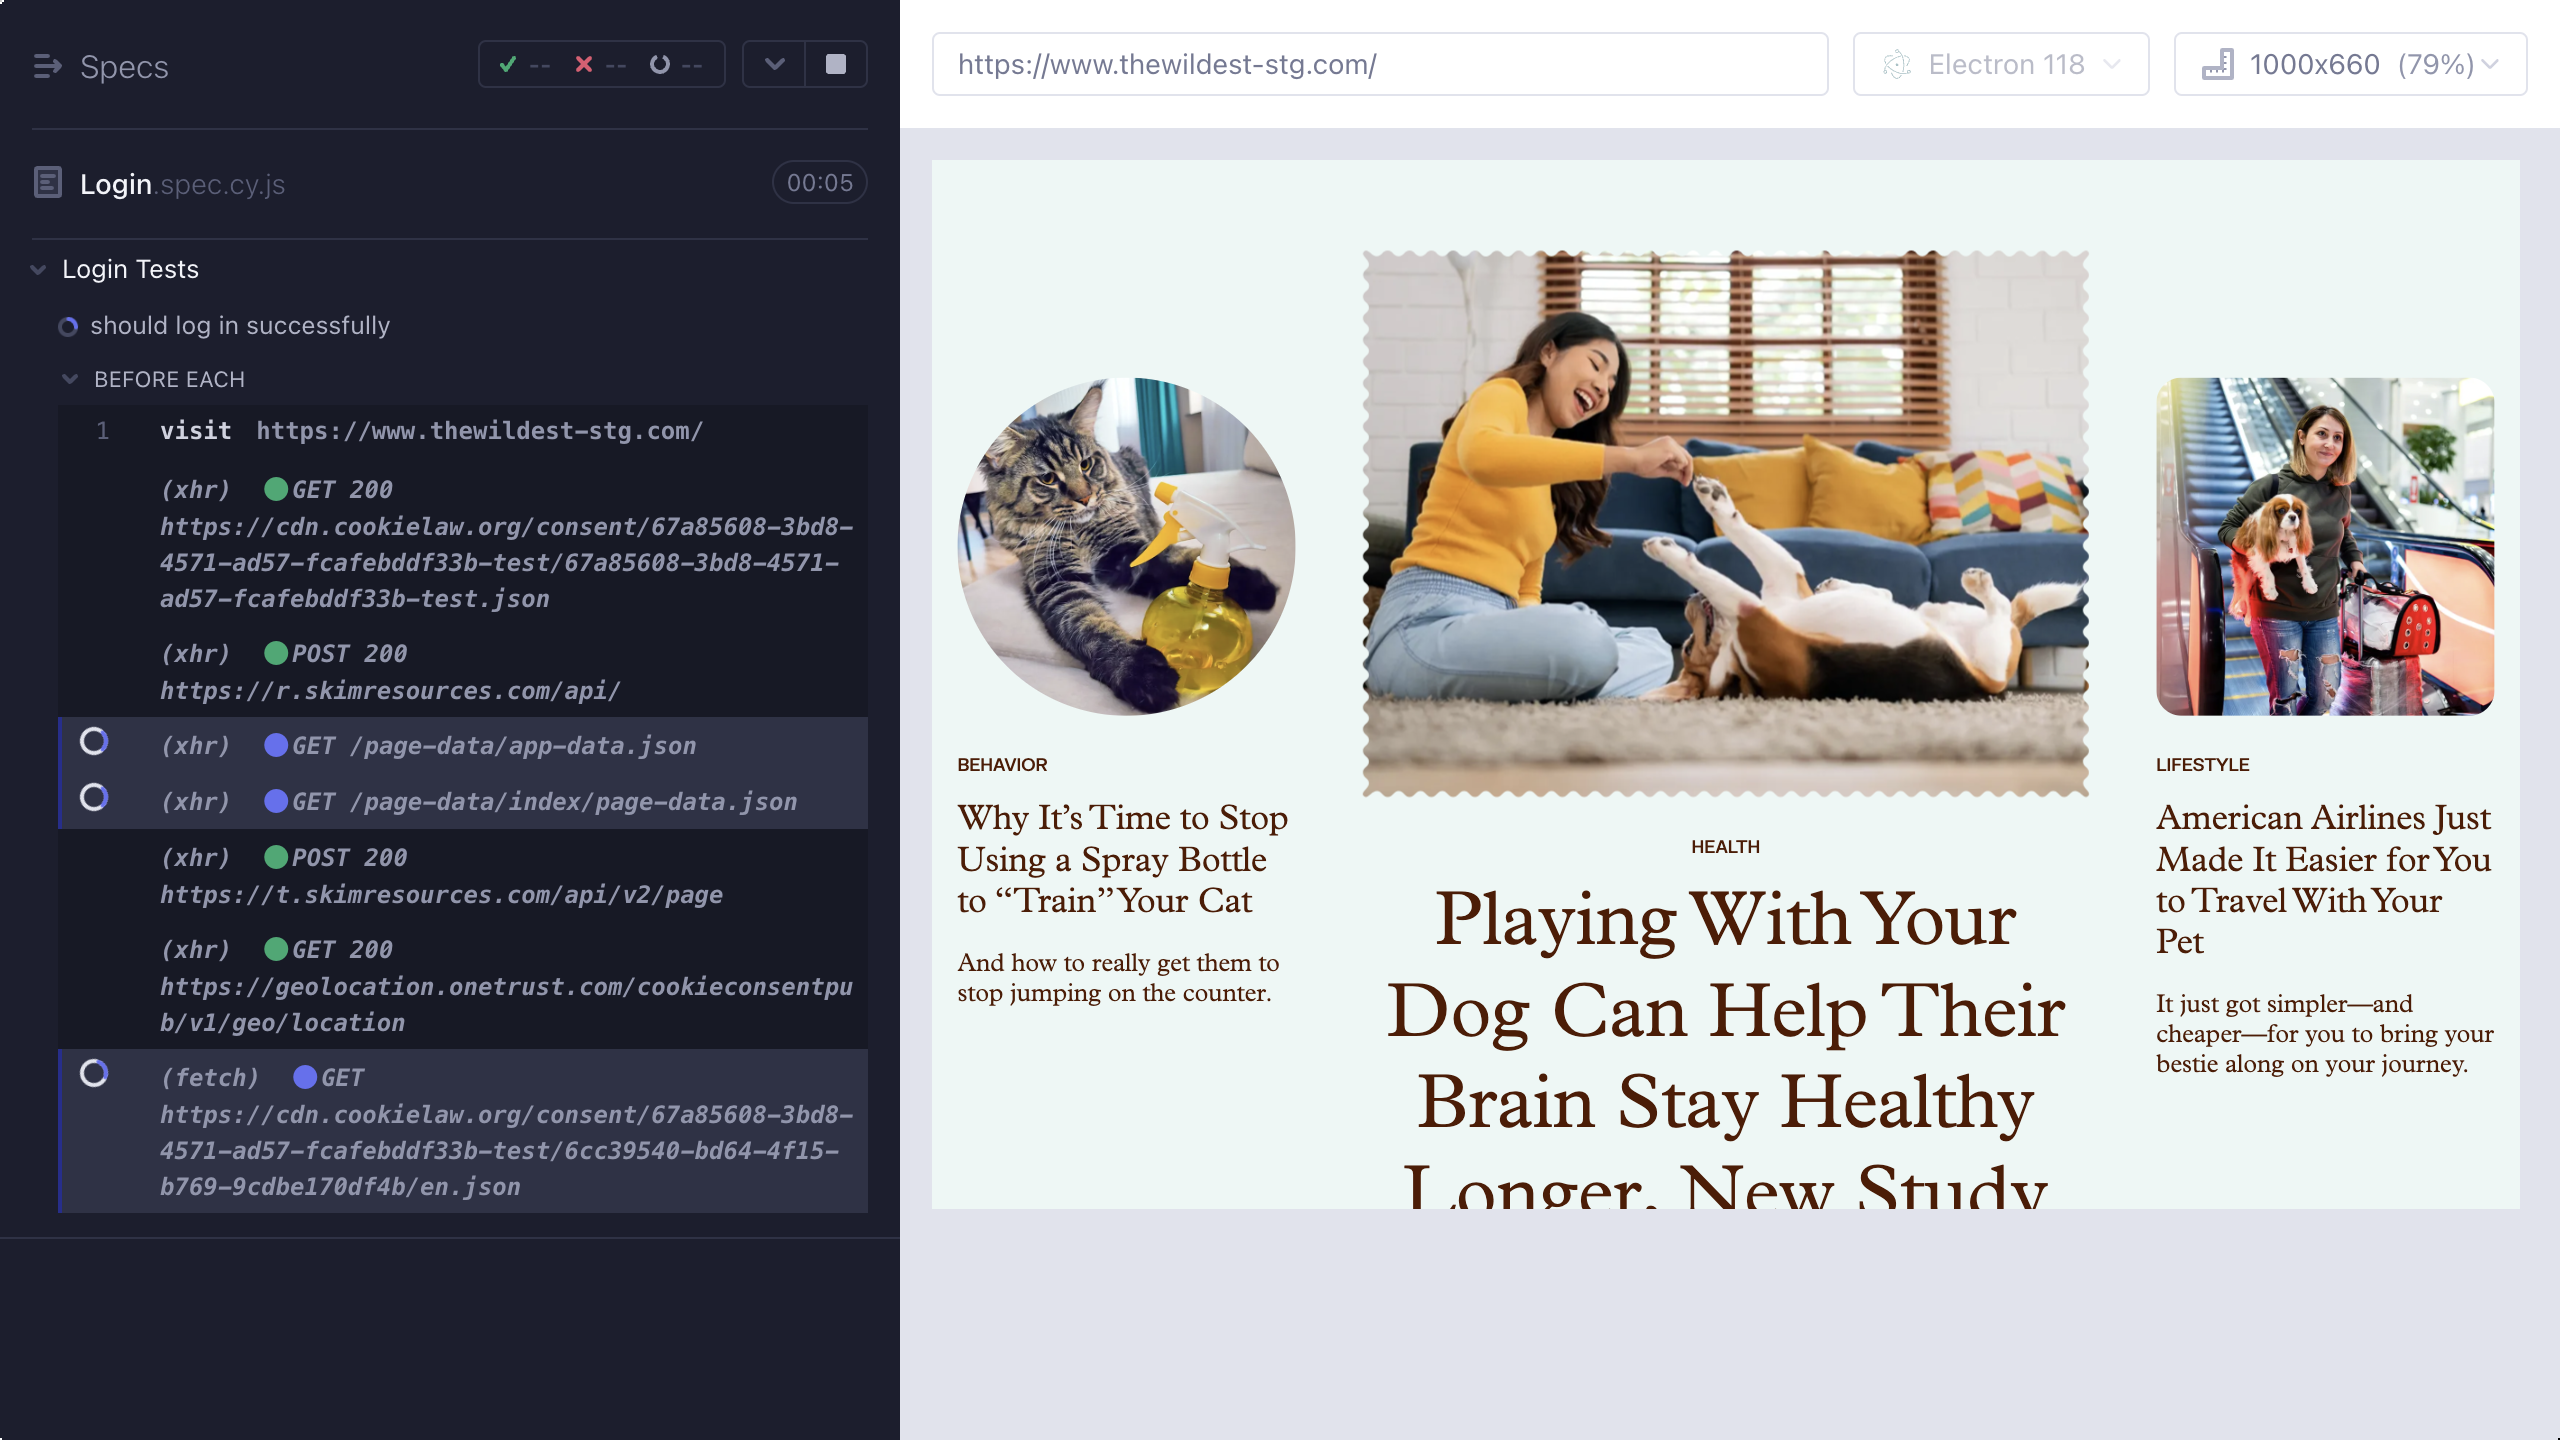 Specs
-- -- --
Login.spec.cy.js
00:05
Login Tests
should log in successfully
BEFORE EACH
1 visit https://www.thewildest-stg.com/
(xhr) GET 200
https://cdn.cookielaw.org/consent/67a85608-3bd8-
4571-ad57-fcafebddf33b-test/67a85608-3bd8-4571-
ad57-fcafebddf33b-test.json
(xhr) POST 200
https://r.skimresources.com/api/
(xhr) GET /page-data/app-data.json
(xhr) GET /page-data/index/page-data.json
(xhr) POST 200
https://t.skimresources.com/api/v2/page
(xhr) GET 200
https://geolocation.onetrust.com/cookieconsentpu
b/v1/geo/location
(fetch) GET
https://cdn.cookielaw.org/consent/67a85608-3bd8-
4571-ad57-fcafebddf33b-test/6cc39540-bd64-4f15-
b769-9cdbe170df4b/en.json
https://www.thewildest-stg.com/
Electron 118
1000x660 (79%)
BEHAVIOR
Why It’s Time to Stop
Using a Spray Bottle
to “Train” Your Cat
And how to really get them to
stop jumping on the counter.
HEALTH
Playing With Your
Dog Can Help Their
Brain Stay Healthy
Longer, New Study
LIFESTYLE
American Airlines Just
Made It Easier for You
to Travel With Your
Pet
It just got simpler—and
cheaper—for you to bring your
bestie along on your journey.